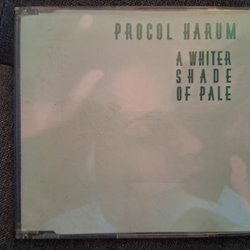 PROCOL HARUM
A WHITER
SHADE
OF PALE